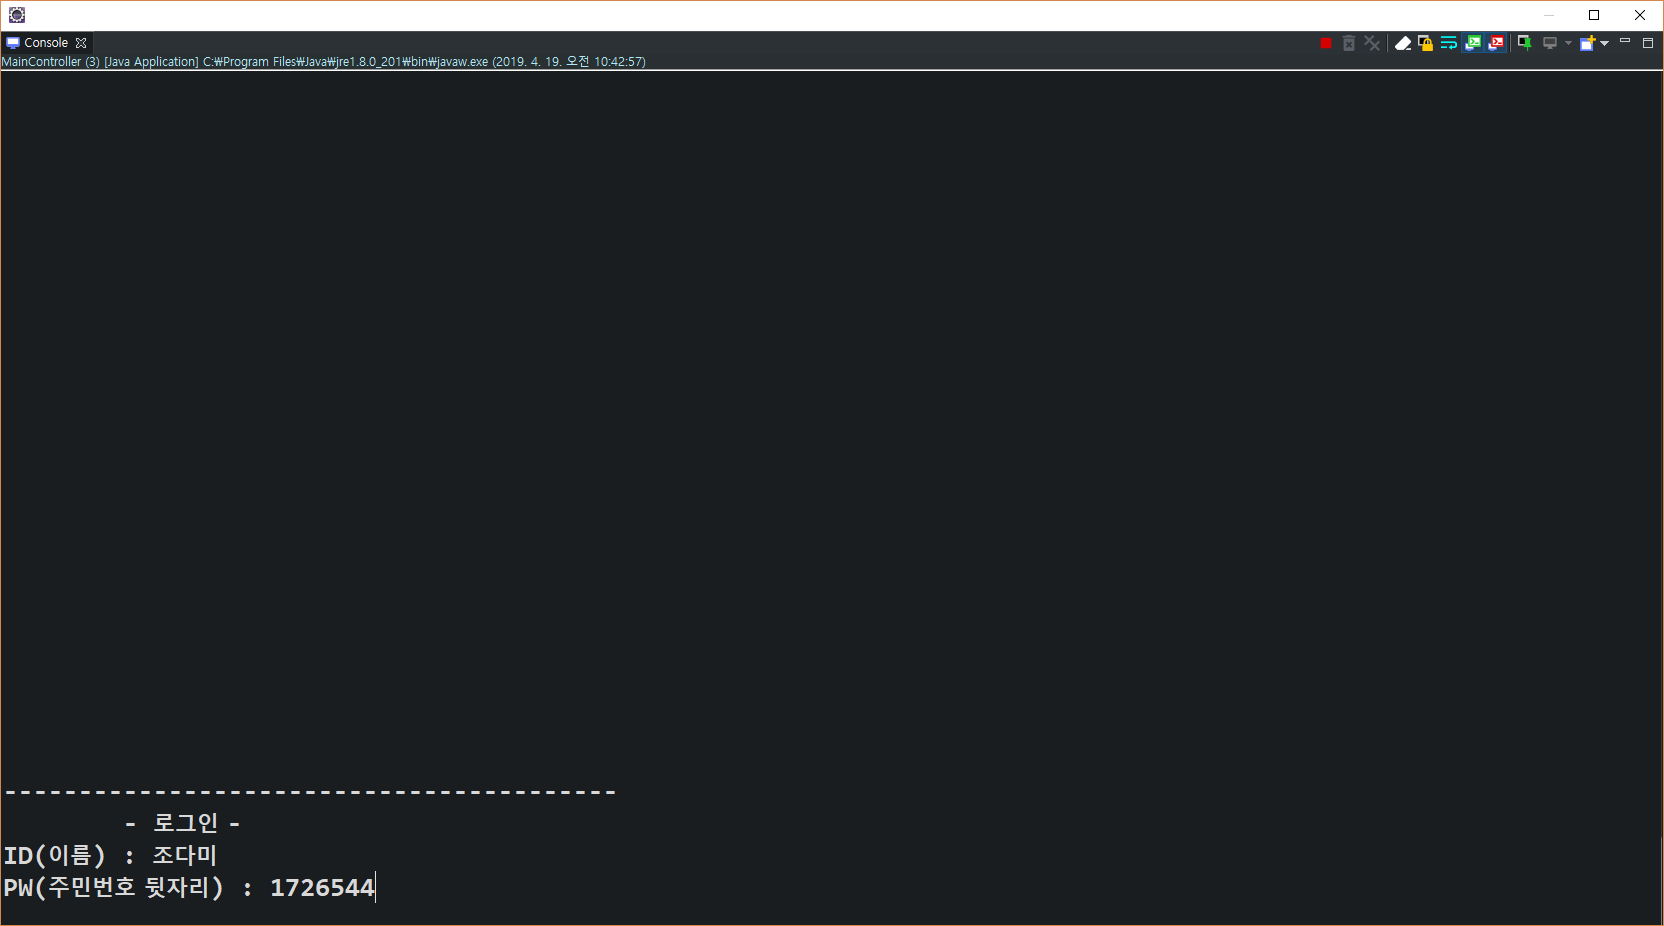 Console
MainController (3) [Java Application] C:₩Program Files₩Java₩jre1.8.0_201₩bin₩javaw.exe (2019. 4. 19. 오전 10:42:57)
-----------------------------------------
- 로그인 -
ID(이름) : 조다미
PW(주민번호 뒷자리) : 1726544